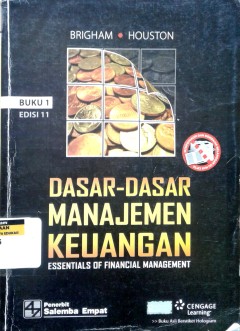 BRIGHAM • HOUSTON
BUKU 1
EDISI 11
DASAR-DASAR
MANAJEMEN
KEUANGAN
ESSENTIALS OF FINANCIAL MANAGEMENT
Penerbit
Salemba Empat
CENGAGE
Learning
>> Buku Asli Berstiker Hologram